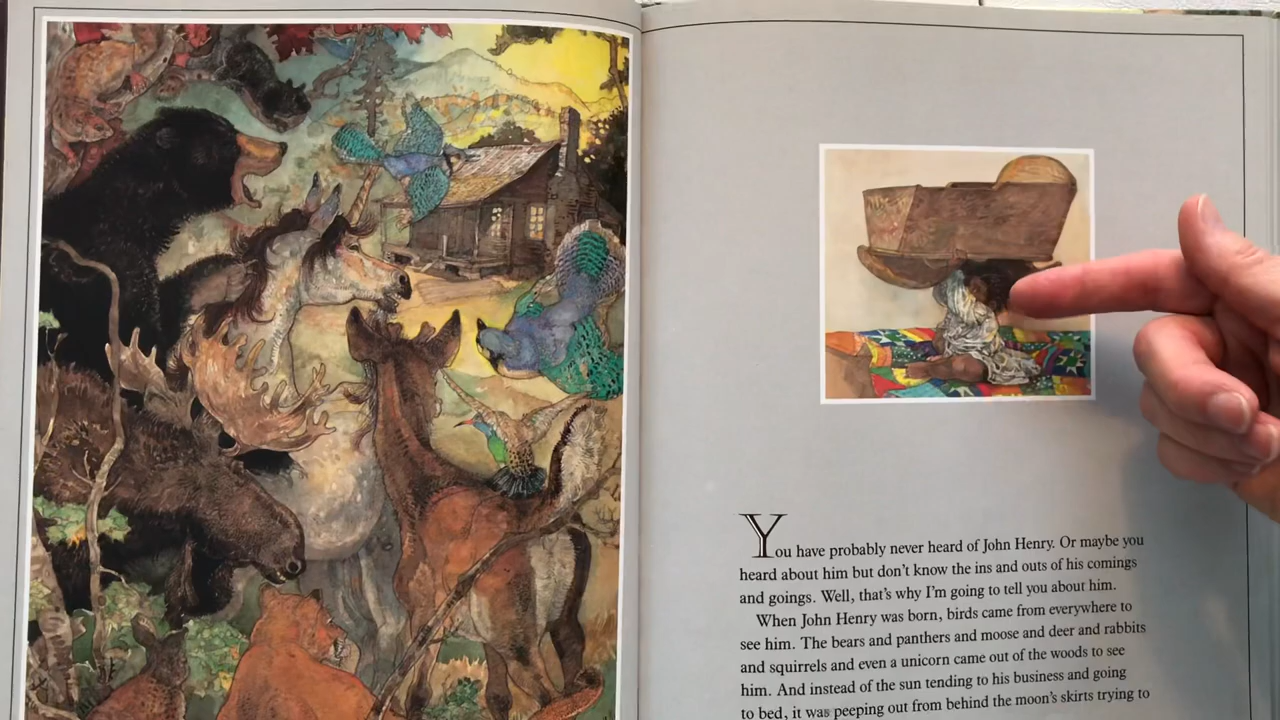 You have probably never heard of John Henry. Or maybe you
heard about him but don't know the ins and outs of his comings
and goings. Well, that's why I'm going to tell you about him.
When John Henry was born, birds came from everywhere to
see him. The bears and panthers and moose and deer and rabbits
and squirrels and even a unicorn came out of the woods to see
him. And instead of the sun tending to his business and going
to bed, it was peeping out from behind the moon's skirts trying to